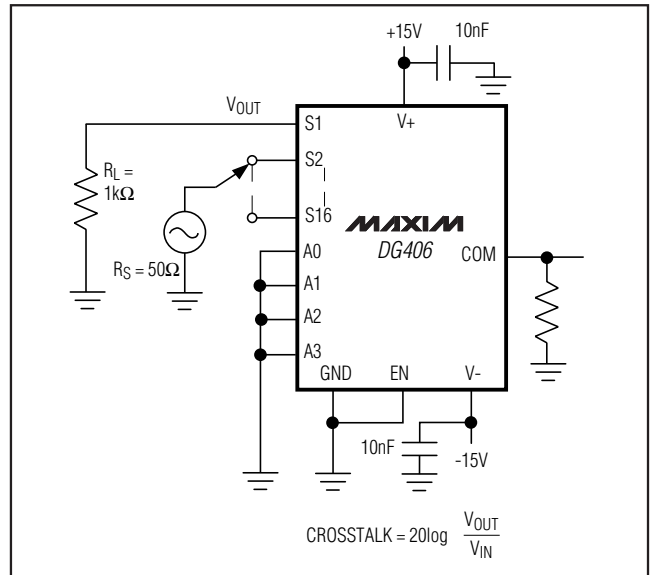 +15V
10nF
VOUT
S1
V+
S2
RL =
1kΩ
S16
MAXIM
DG406
A0
COM
RS = 50Ω
A1
A2
A3
GND
EN
V-
10nF
-15V
CROSSTALK = 20log VOUT
VIN